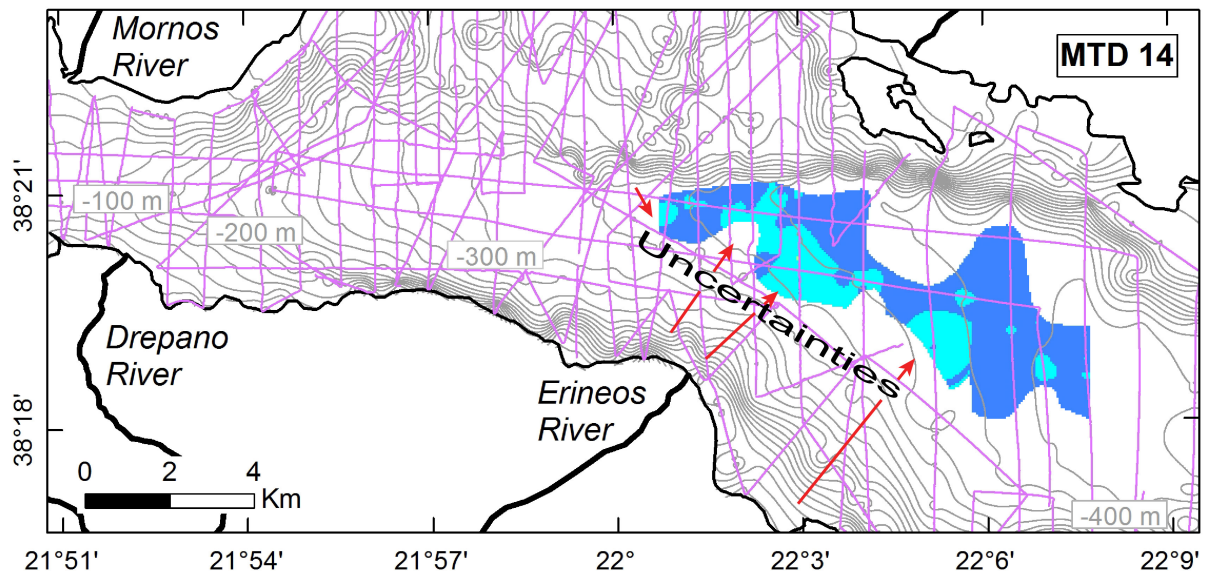 Mornos
River
MTD 14
38°21'
-100 m
-200 m
-300 m
Uncertainties
Drepano
River
Erineos
River
38°18'
0 2 4
Km
-400 m
21°51' 21°54' 21°57' 22° 22°3' 22°6' 22°9'